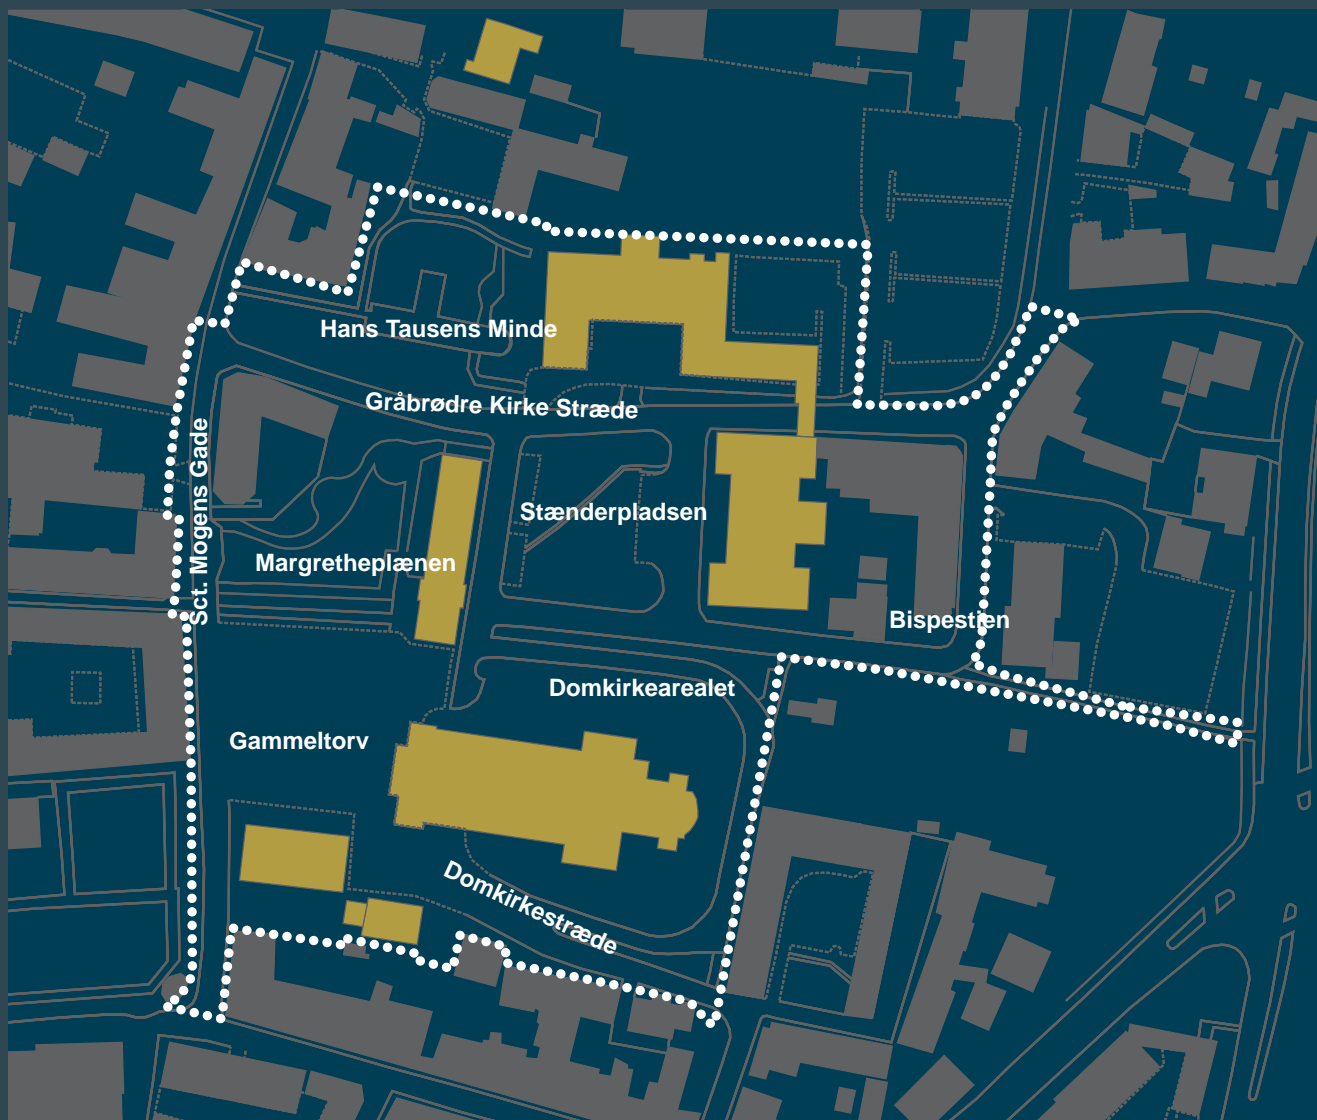 Hans Tausens Minde
Gråbrødre Kirke Stræde
Sct. Mogens Gade
Stænderpladsen
Margretheplænen
Bispestien
Domkirkearealet
Gammeltorv
Domkirkestræde